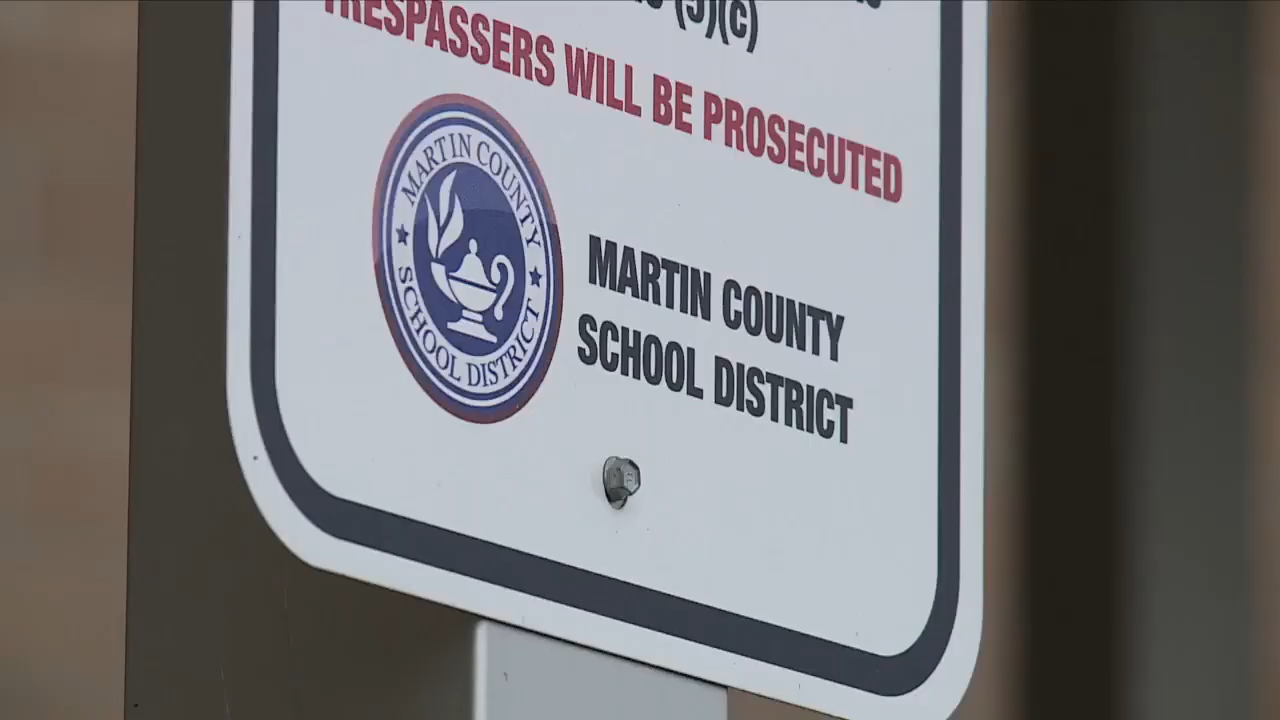 (5)(c)
TRESPASSERS WILL BE PROSECUTED
MARTIN COUNTY
SCHOOL DISTRICT
MARTIN COUNTY
SCHOOL DISTRICT